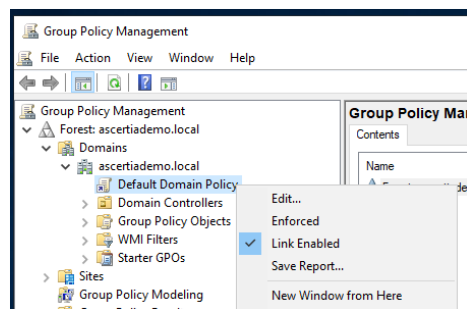 Group Policy Management
File Action View Window Help
Group Policy Management
Forest: ascertiademo.local
Domains
ascertiademo.local
Default Domain Policy
Domain Controllers
Group Policy Objects
WMI Filters
Starter GPOs
Sites
Group Policy Modeling
Group Policy Ma
Contents
Name
Edit...
Enforced
Link Enabled
Save Report...
New Window from Here